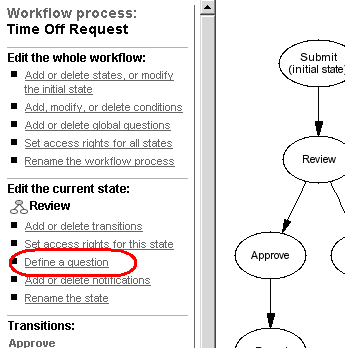 Workflow process:
Time Off Request
Edit the whole workflow:
Add or delete states, or modify
the initial state
Add, modify, or delete conditions
Add or delete global questions
Set access rights for all states
Rename the workflow process
Edit the current state:
Review
Add or delete transitions
Set access rights for this state
Define a question
Add or delete notifications
Rename the state
Transitions:
Approve
Submit
(initial state)
Review
Approve